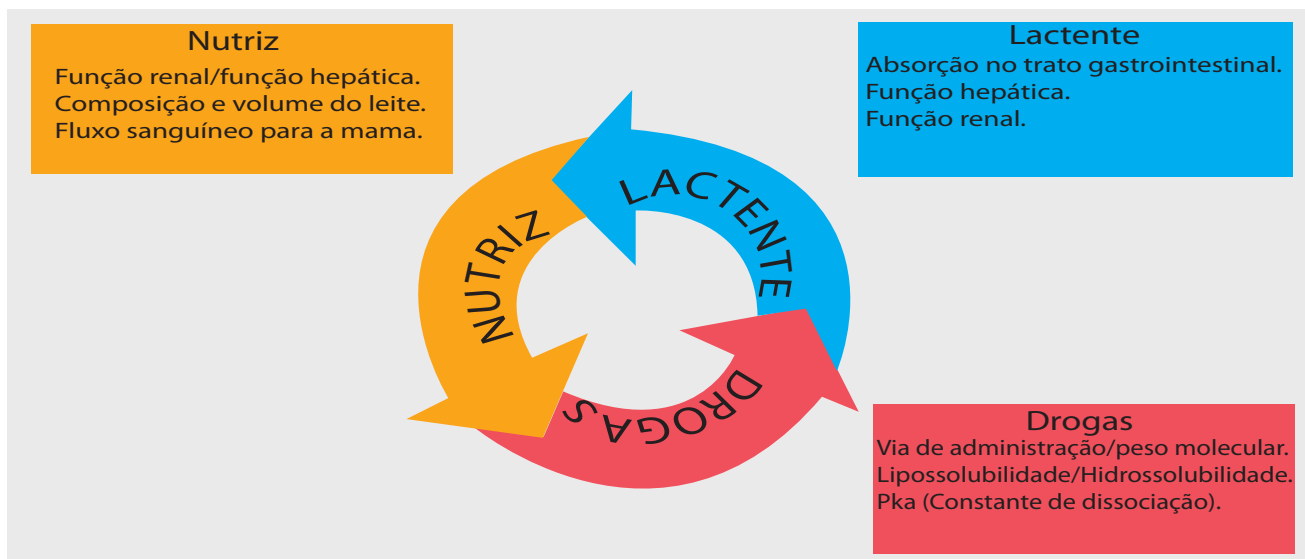 Nutriz
Função renal/função hepática.
Composição e volume do leite.
Fluxo sanguíneo para a mama.
Lactente
Absorção no trato gastrointestinal.
Função hepática.
Função renal.
LACTENTE
NUTRIZ
DROGAS
Drogas
Via de administração/peso molecular.
Lipossolubilidade/Hidrossolubilidade.
Pka (Constante de dissociação).